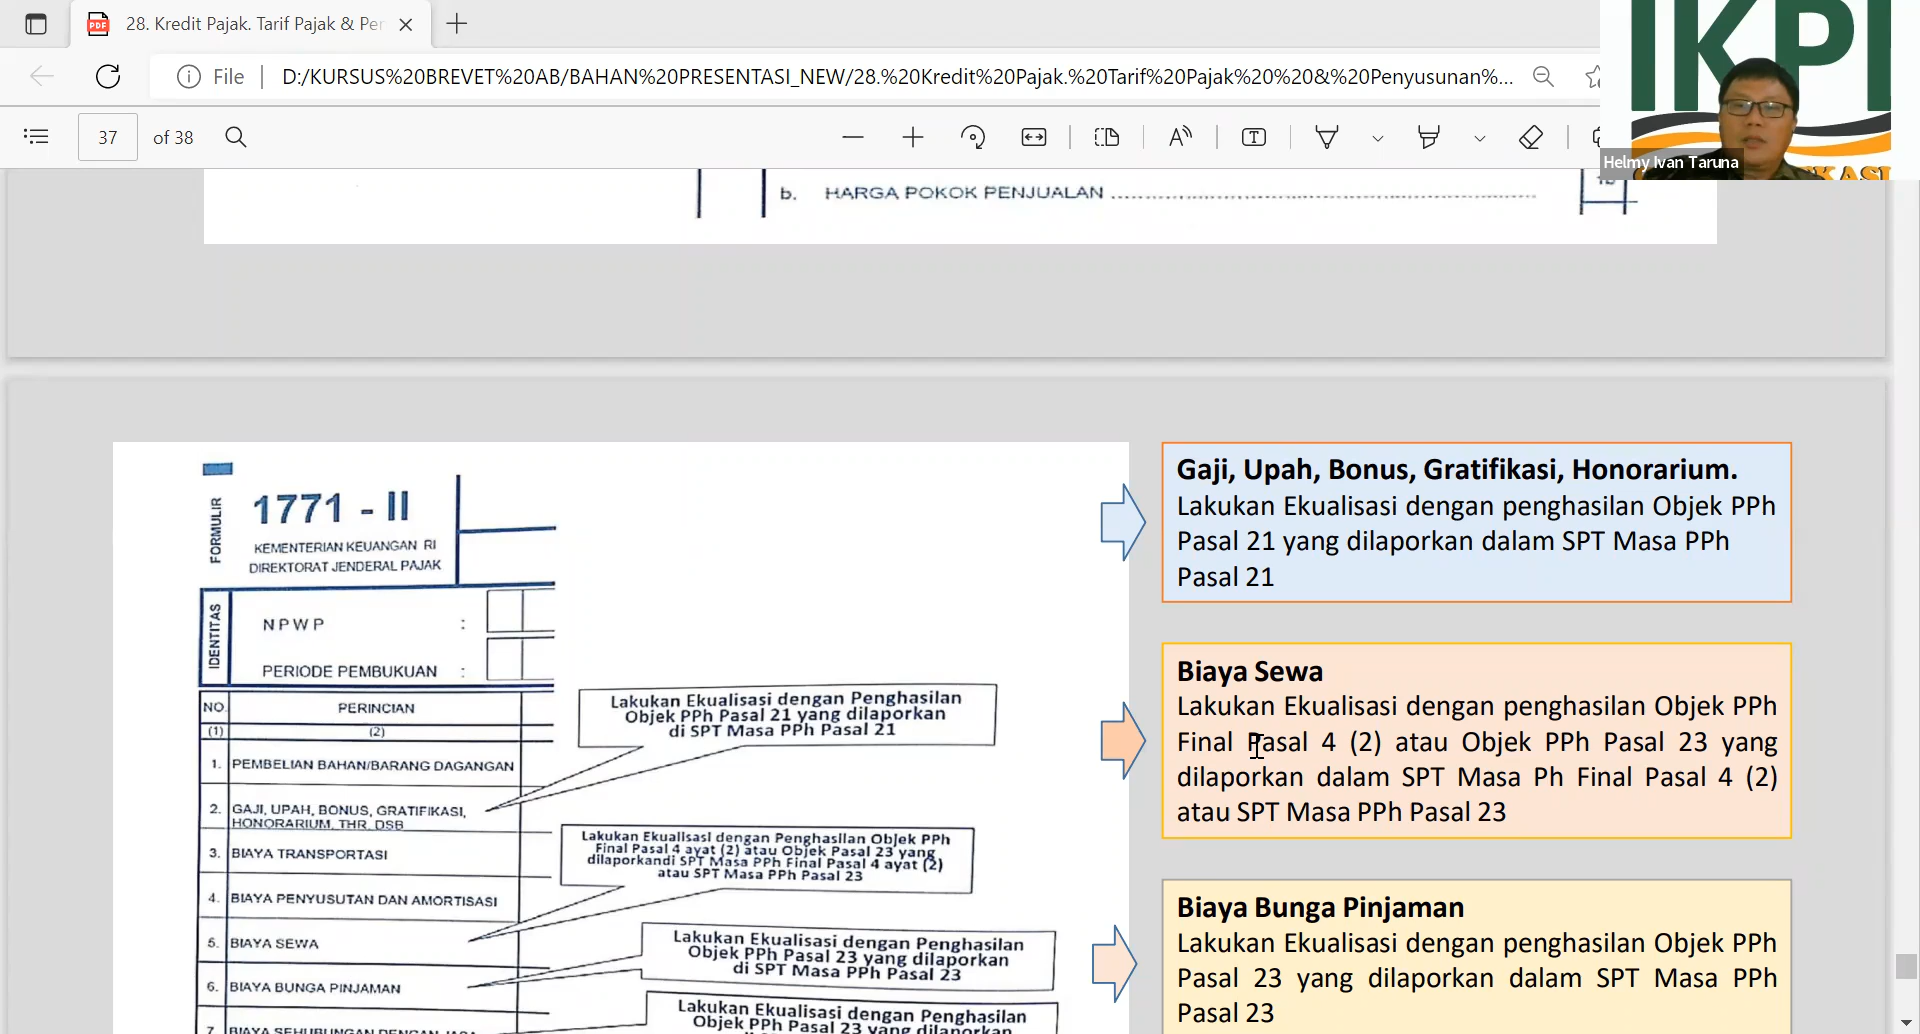 28. Kredit Pajak. Tarif Pajak & Per
File
D:/KURSUS%20BREVET%20AB/BAHAN%20PRESENTASI_NEW/28.%20Kredit%20Pajak.%20Tarif%20Pajak%20%20&%20Penyusunan%...
37
of 38
IKPI
Helmy Ivan Taruna
b. HARGA POKOK PENJUALAN
FORMULIR
1771 - II
KEMENTERIAN KEUANGAN RI
DIREKTORAT JENDERAL PAJAK
IDENTITAS
NPWP :
PERIODE PEMBUKUAN :
NO. PERINCIAN
(1) (2)
1. PEMBELIAN BAHAN/BARANG DAGANGAN
2. GAJI, UPAH, BONUS, GRATIFIKASI,
HONORARIUM, THR, DSB
3. BIAYA TRANSPORTASI
4. BIAYA PENYUSUTAN DAN AMORTISASI
5. BIAYA SEWA
6. BIAYA BUNGA PINJAMAN
7. BIAYA SEHUBUNGAN DENGAN JASA
Lakukan Ekualisasi dengan Penghasilan
Objek PPh Pasal 21 yang dilaporkan
di SPT Masa PPh Pasal 21
Lakukan Ekualisasi dengan Penghasilan Objek PPh
Final Pasal 4 ayat (2) atau Objek Pasal 23 yang
dilaporkandi SPT Masa PPh Final Pasal 4 ayat (2)
atau SPT Masa PPh Pasal 23
Lakukan Ekualisasi dengan Penghasilan
Objek PPh Pasal 23 yang dilaporkan
di SPT Masa PPh Pasal 23
Lakukan Ekualisasi dengan Penghasilan
Objek PPh Pasal 23 yang dilaporkan
Gaji, Upah, Bonus, Gratifikasi, Honorarium.
Lakukan Ekualisasi dengan penghasilan Objek PPh
Pasal 21 yang dilaporkan dalam SPT Masa PPh
Pasal 21
Biaya Sewa
Lakukan Ekualisasi dengan penghasilan Objek PPh
Final Pasal 4 (2) atau Objek PPh Pasal 23 yang
dilaporkan dalam SPT Masa Ph Final Pasal 4 (2)
atau SPT Masa PPh Pasal 23
Biaya Bunga Pinjaman
Lakukan Ekualisasi dengan penghasilan Objek PPh
Pasal 23 yang dilaporkan dalam SPT Masa PPh
Pasal 23